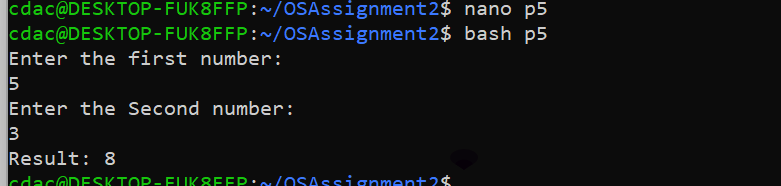 cdac@DESKTOP-FUK8FFP:~/OSAssignment2$ nano p5
cdac@DESKTOP-FUK8FFP:~/OSAssignment2$ bash p5
Enter the first number:
5
Enter the Second number:
3
Result: 8
cdac@DESKTOP-FUK8FFP:~/OSAssignment2$